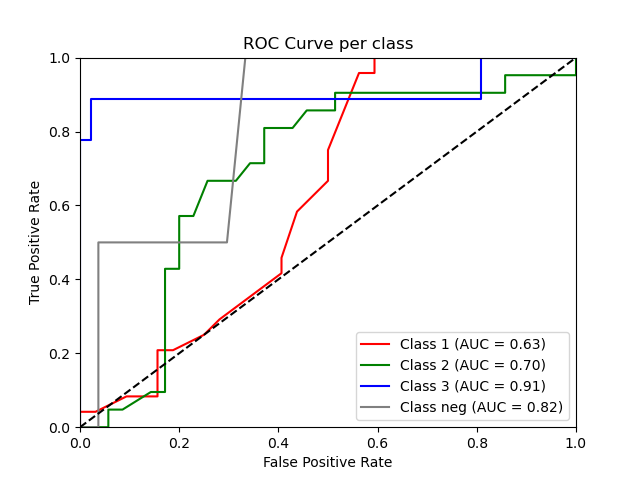 ROC Curve per class
True Positive Rate
1.0
0.8
0.6
0.4
0.2
0.0
0.0 0.2 0.4 0.6 0.8 1.0
False Positive Rate
Class 1 (AUC = 0.63)
Class 2 (AUC = 0.70)
Class 3 (AUC = 0.91)
Class neg (AUC = 0.82)